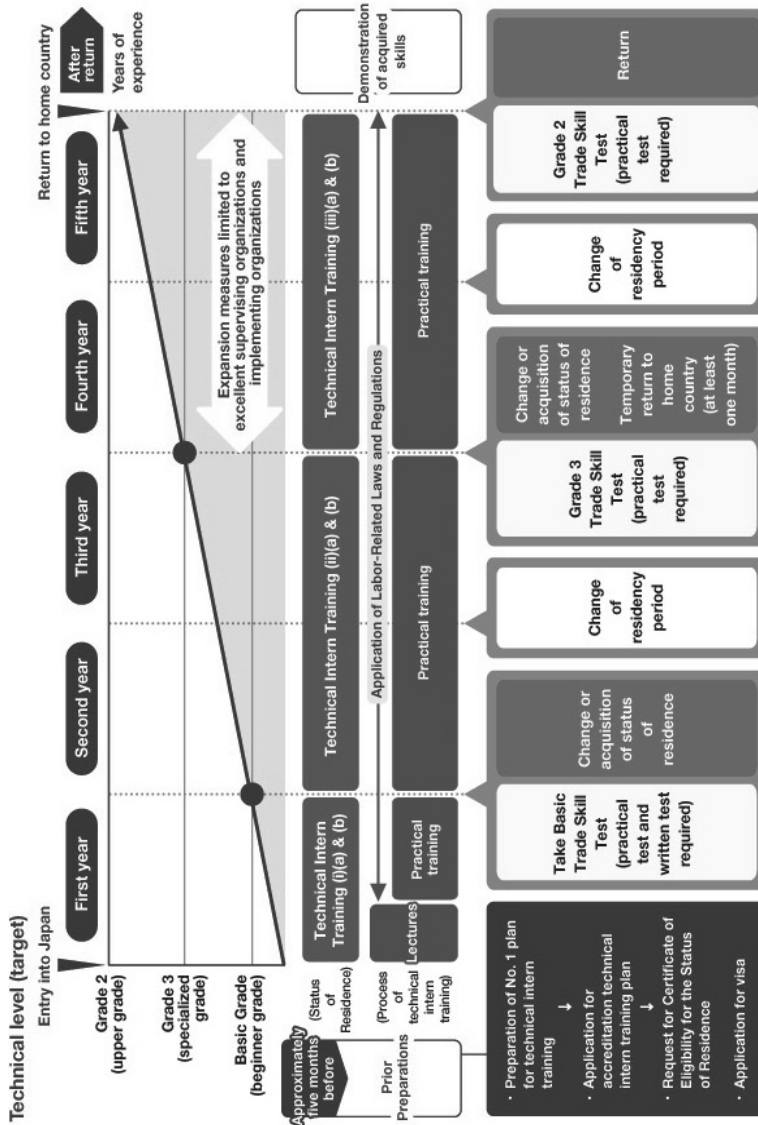 Technical level (target)
Entry into Japan
Return to home country
After
return
First year
Second year
Third year
Fourth year
Fifth year
Years of
experience
Grade 2
(upper grade)
Grade 3
(specialized
grade)
Basic Grade
(beginner grade)
Expansion measures limited to
excellent supervising organizations and
implementing organizations
Approximately
five months
before
Prior
Preparations
(Status of
Residence)
Technical Intern
Training (i)(a) & (b)
Technical Intern Training (ii)(a) & (b)
Technical Intern Training (iii)(a) & (b)
Demonstration
of acquired
skills
(Process of
technical
intern
training)
Application of Labor-Related Laws and Regulations
Lectures
Practical
training
Practical training
Practical training
· Preparation of No. 1 plan
for technical intern
training
↓
· Application for
accreditation technical
intern training plan
↓
· Request for Certificate of
Eligibility for the Status
of Residence
· Application for visa
Take Basic
Trade Skill
Test
(practical
test and
written test
required)
Change or
acquisition
of status
of
residence
Change
of
residency
period
Grade 3
Trade Skill
Test
(practical
test
required)
Change or
acquisition
of status of
residence
Temporary
return to
home
country
(at least
one month)
Change
of
residency
period
Grade 2
Trade Skill
Test
(practical
test
required)
Return